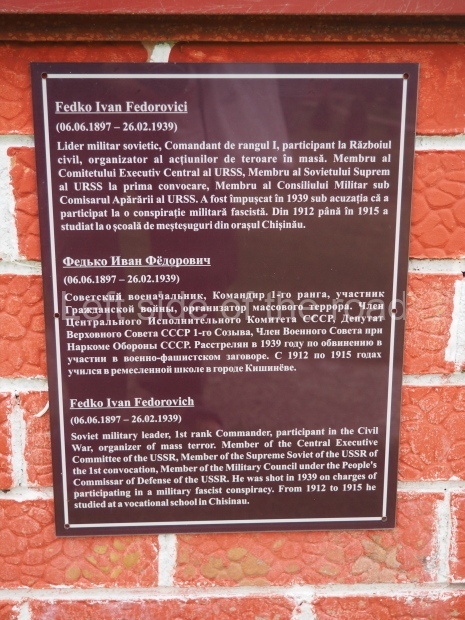 Fedko Ivan Fedorovici
(06.06.1897 – 26.02.1939)
Lider militar sovietic, Comandant de rangul I, participant la Războiul
civil, organizator al acțiunilor de teroare în masă. Membru al
Comitetului Executiv Central al URSS, Membru al Sovietului Suprem
al URSS la prima convocare, Membru al Consiliului Militar sub
Comisarul Apărării al URSS. A fost împușcat în 1939 sub acuzația că a
participat la o conspirație militară fascistă. Din 1912 până în 1915 a
studiat la o școală de meșteșuguri din orașul Chișinău.
Федько Иван Фёдорович
(06.06.1897 – 26.02.1939)
Советский военачальник, Командир 1-го ранга, участник
Гражданской войны, организатор массового террора. Член
Центрального Исполнительного Комитета СССР, Депутат
Верховного Совета СССР 1-го Созыва, Член Военного Совета при
Наркоме Обороны СССР. Расстрелян в 1939 году по обвинению в
участии в военно-фашистском заговоре. С 1912 по 1915 годах
учился в ремесленной школе в городе Кишинёве.
Fedko Ivan Fedorovich
(06.06.1897 – 26.02.1939)
Soviet military leader, 1st rank Commander, participant in the Civil
War, organizer of mass terror. Member of the Central Executive
Committee of the USSR, Member of the Supreme Soviet of the USSR of
the 1st convocation, Member of the Military Council under the People's
Commissar of Defense of the USSR. He was shot in 1939 on charges of
participating in a military fascist conspiracy. From 1912 to 1915 he
studied at a vocational school in Chisinau.
Left side of the road